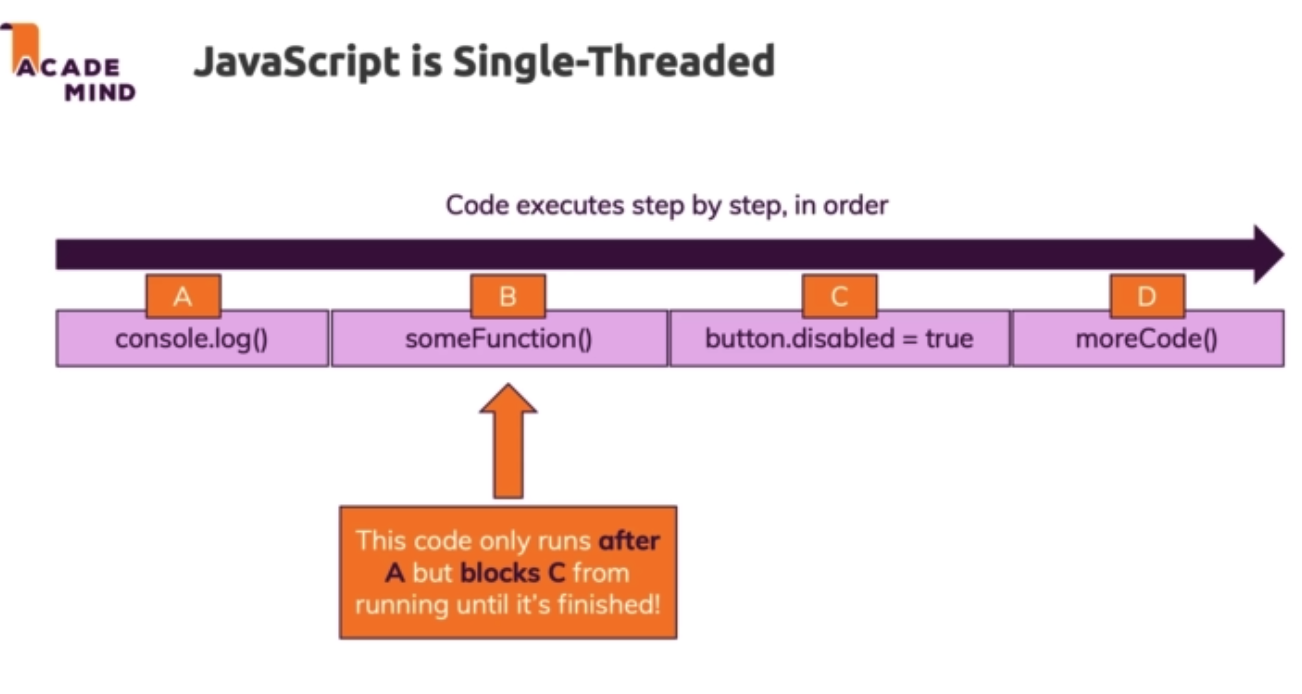 ACADE
MIND
JavaScript is Single-Threaded
Code executes step by step, in order
A
B
C
D
console.log()
someFunction()
button.disabled = true
moreCode()
This code only runs after
A but blocks C from
running until it's finished!